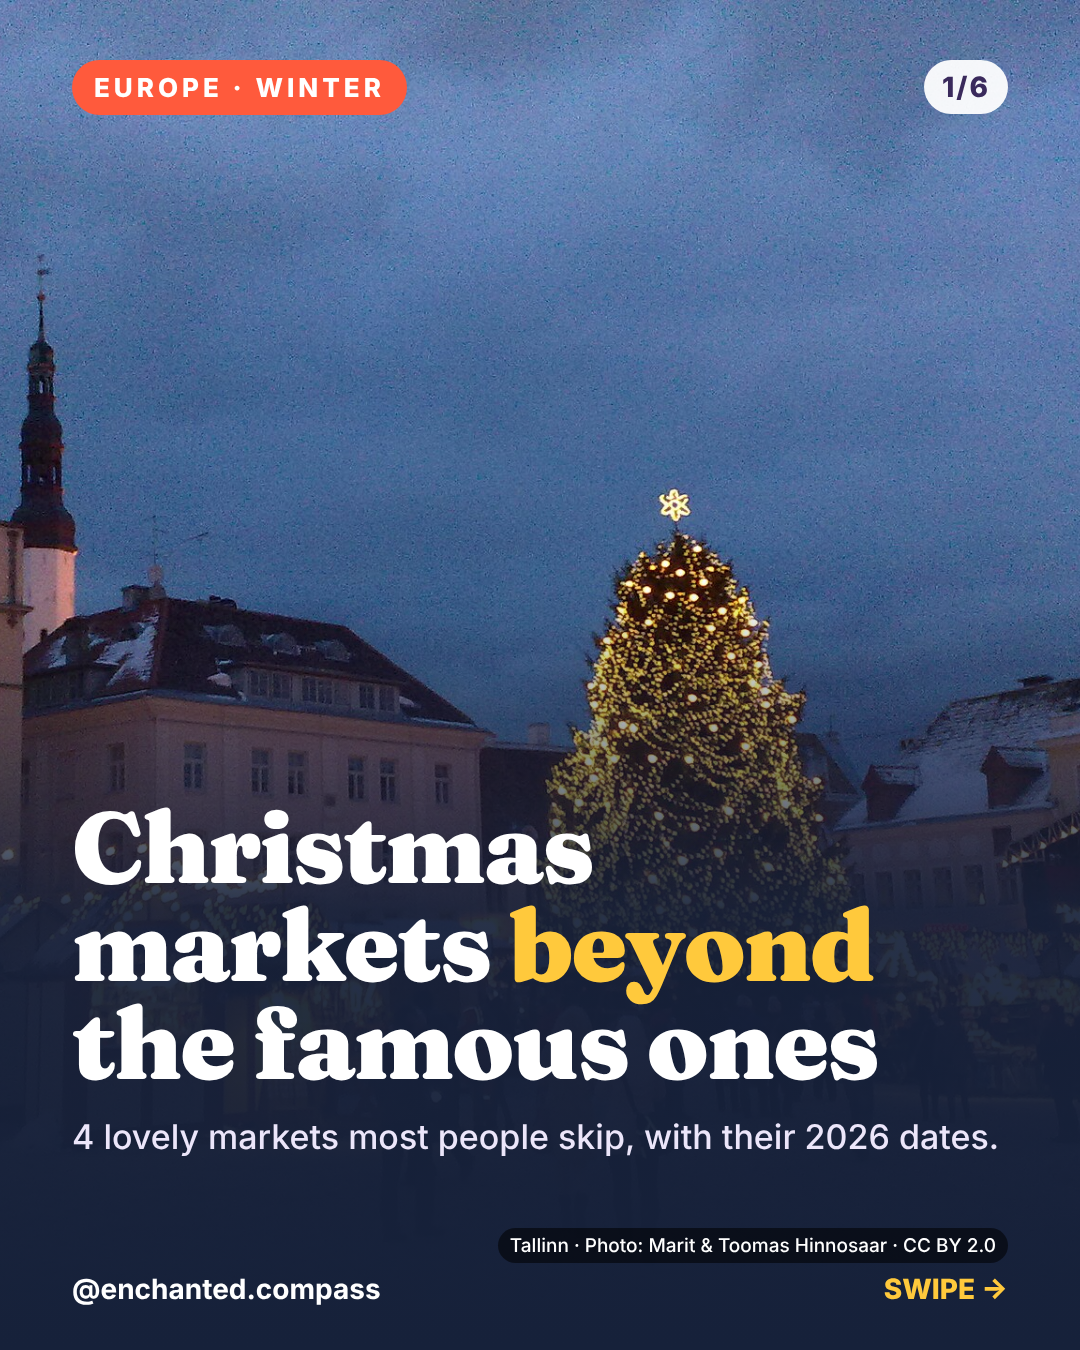 EUROPE · WINTER
1/6
Christmas
markets beyond
the famous ones
4 lovely markets most people skip, with their 2026 dates.
Tallinn · Photo: Marit & Toomas Hinnosaar · CC BY 2.0
@enchanted.compass
SWIPE →